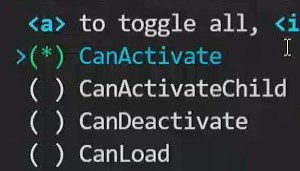 <a> to toggle all, <i
>(*) CanActivate
( ) CanActivateChild
( ) CanDeactivate
( ) CanLoad